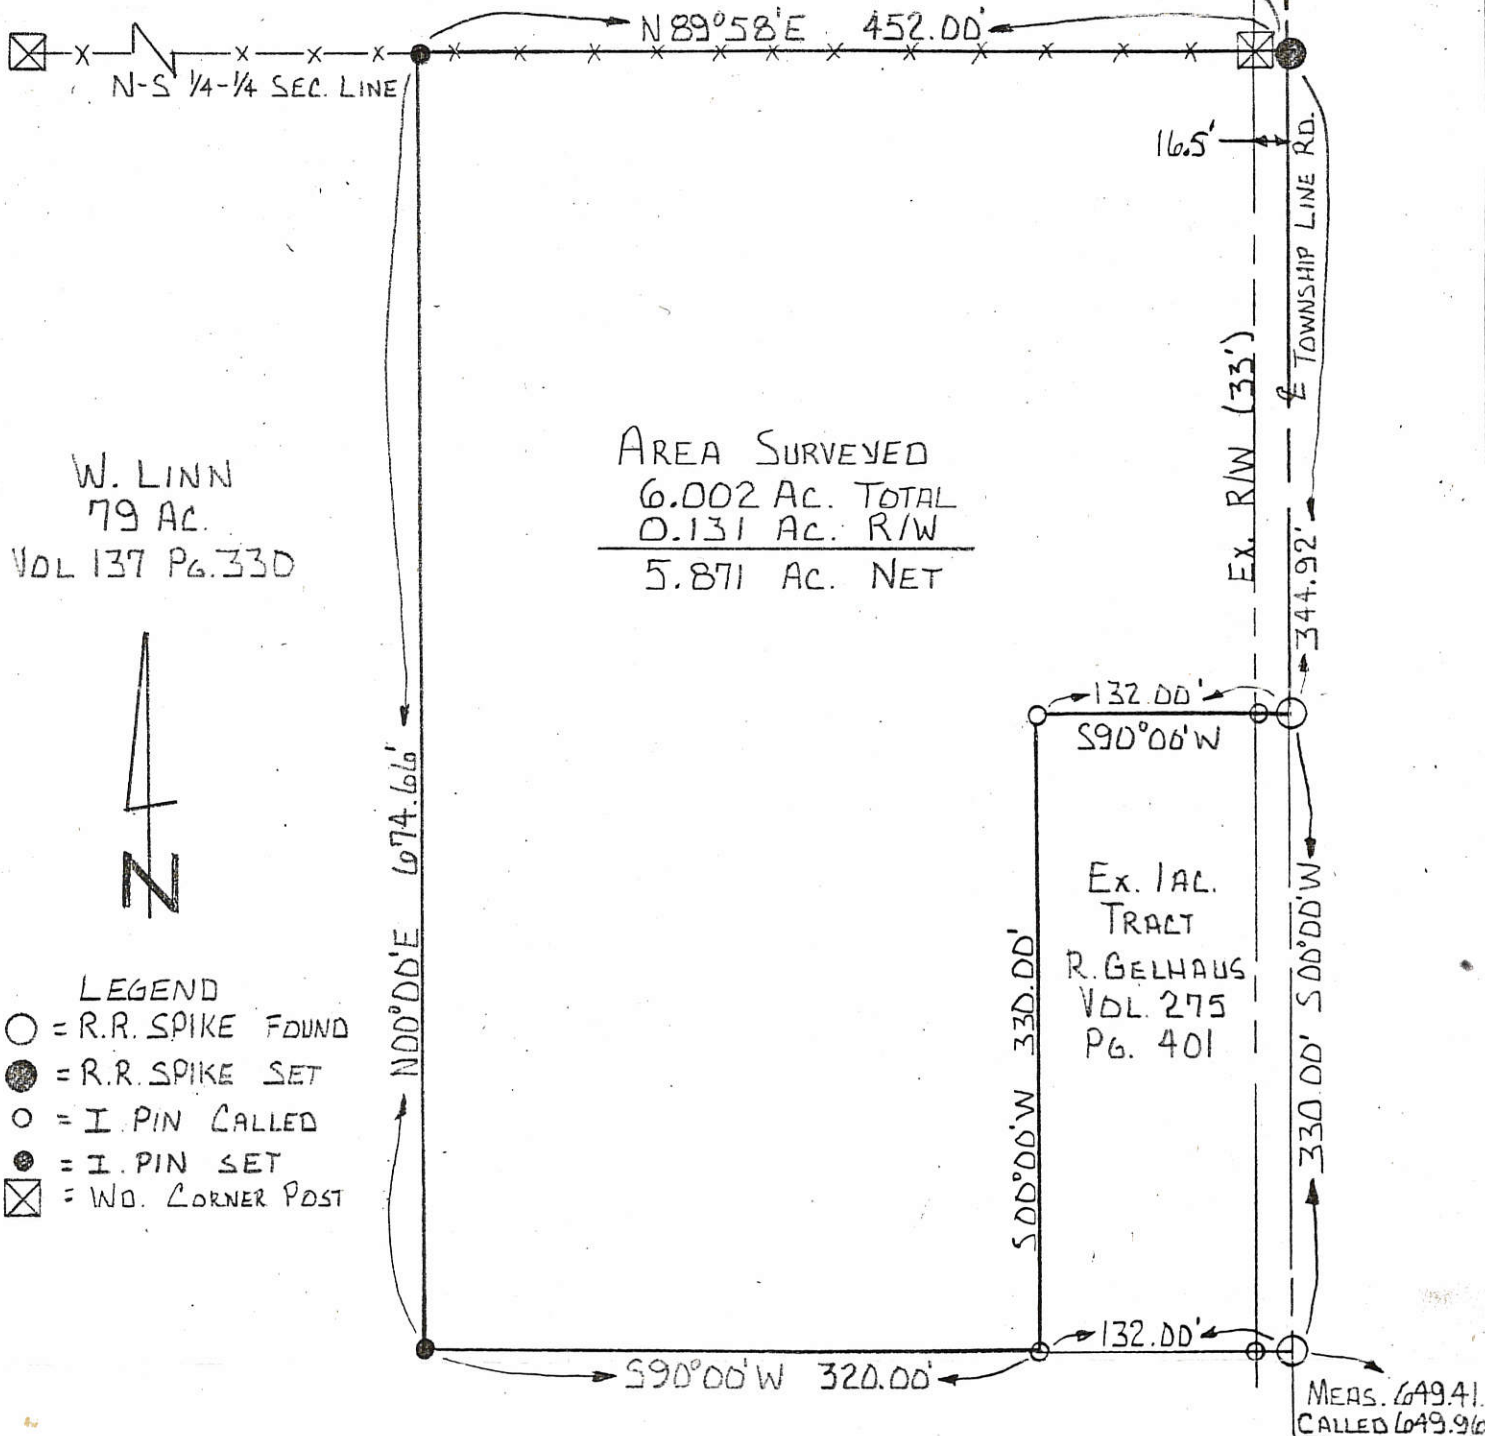 N 89°58'E 452.00'
N-S 1/4-1/4 SEC. LINE
16.5'
℄ TOWNSHIP LINE RD.
EX. R/W (33')
AREA SURVEYED
6.002 AC. TOTAL
0.131 AC. R/W
5.871 AC. NET
W. LINN
79 AC.
VOL 137 PG.330
344.92'
132.00'
S90°00'W
N00°00'E 674.66'
N
EX. 1AC.
TRACT
R. GELHAUS
VOL. 275
PG. 401
S00°00'W 330.00'
330.00' S00°00'W
LEGEND
= R.R. SPIKE FOUND
= R.R. SPIKE SET
= I. PIN CALLED
= I. PIN SET
= WD. CORNER POST
132.00'
S90°00'W 320.00'
MEAS. 649.41
CALLED 649.96